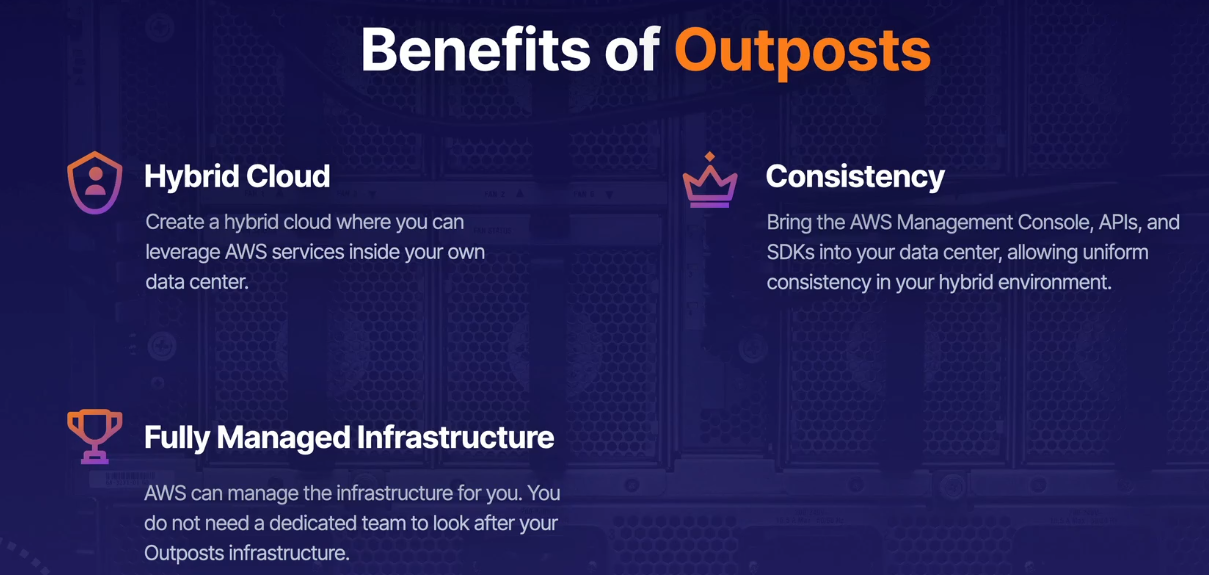 Benefits of Outposts
Hybrid Cloud
Create a hybrid cloud where you can
leverage AWS services inside your own
data center.
Consistency
Bring the AWS Management Console, APIs, and
SDKs into your data center, allowing uniform
consistency in your hybrid environment.
Fully Managed Infrastructure
AWS can manage the infrastructure for you. You
do not need a dedicated team to look after your
Outposts infrastructure.